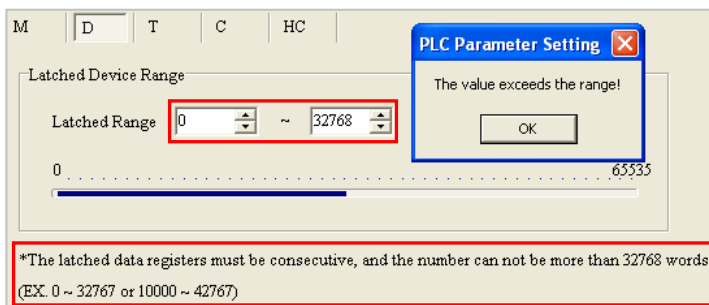 M D T C HC
PLC Parameter Setting
Latched Device Range
The value exceeds the range!
Latched Range 0 ~ 32768
OK
0 65535
*The latched data registers must be consecutive, and the number can not be more than 32768 words
(EX. 0 ~ 32767 or 10000 ~ 42767)